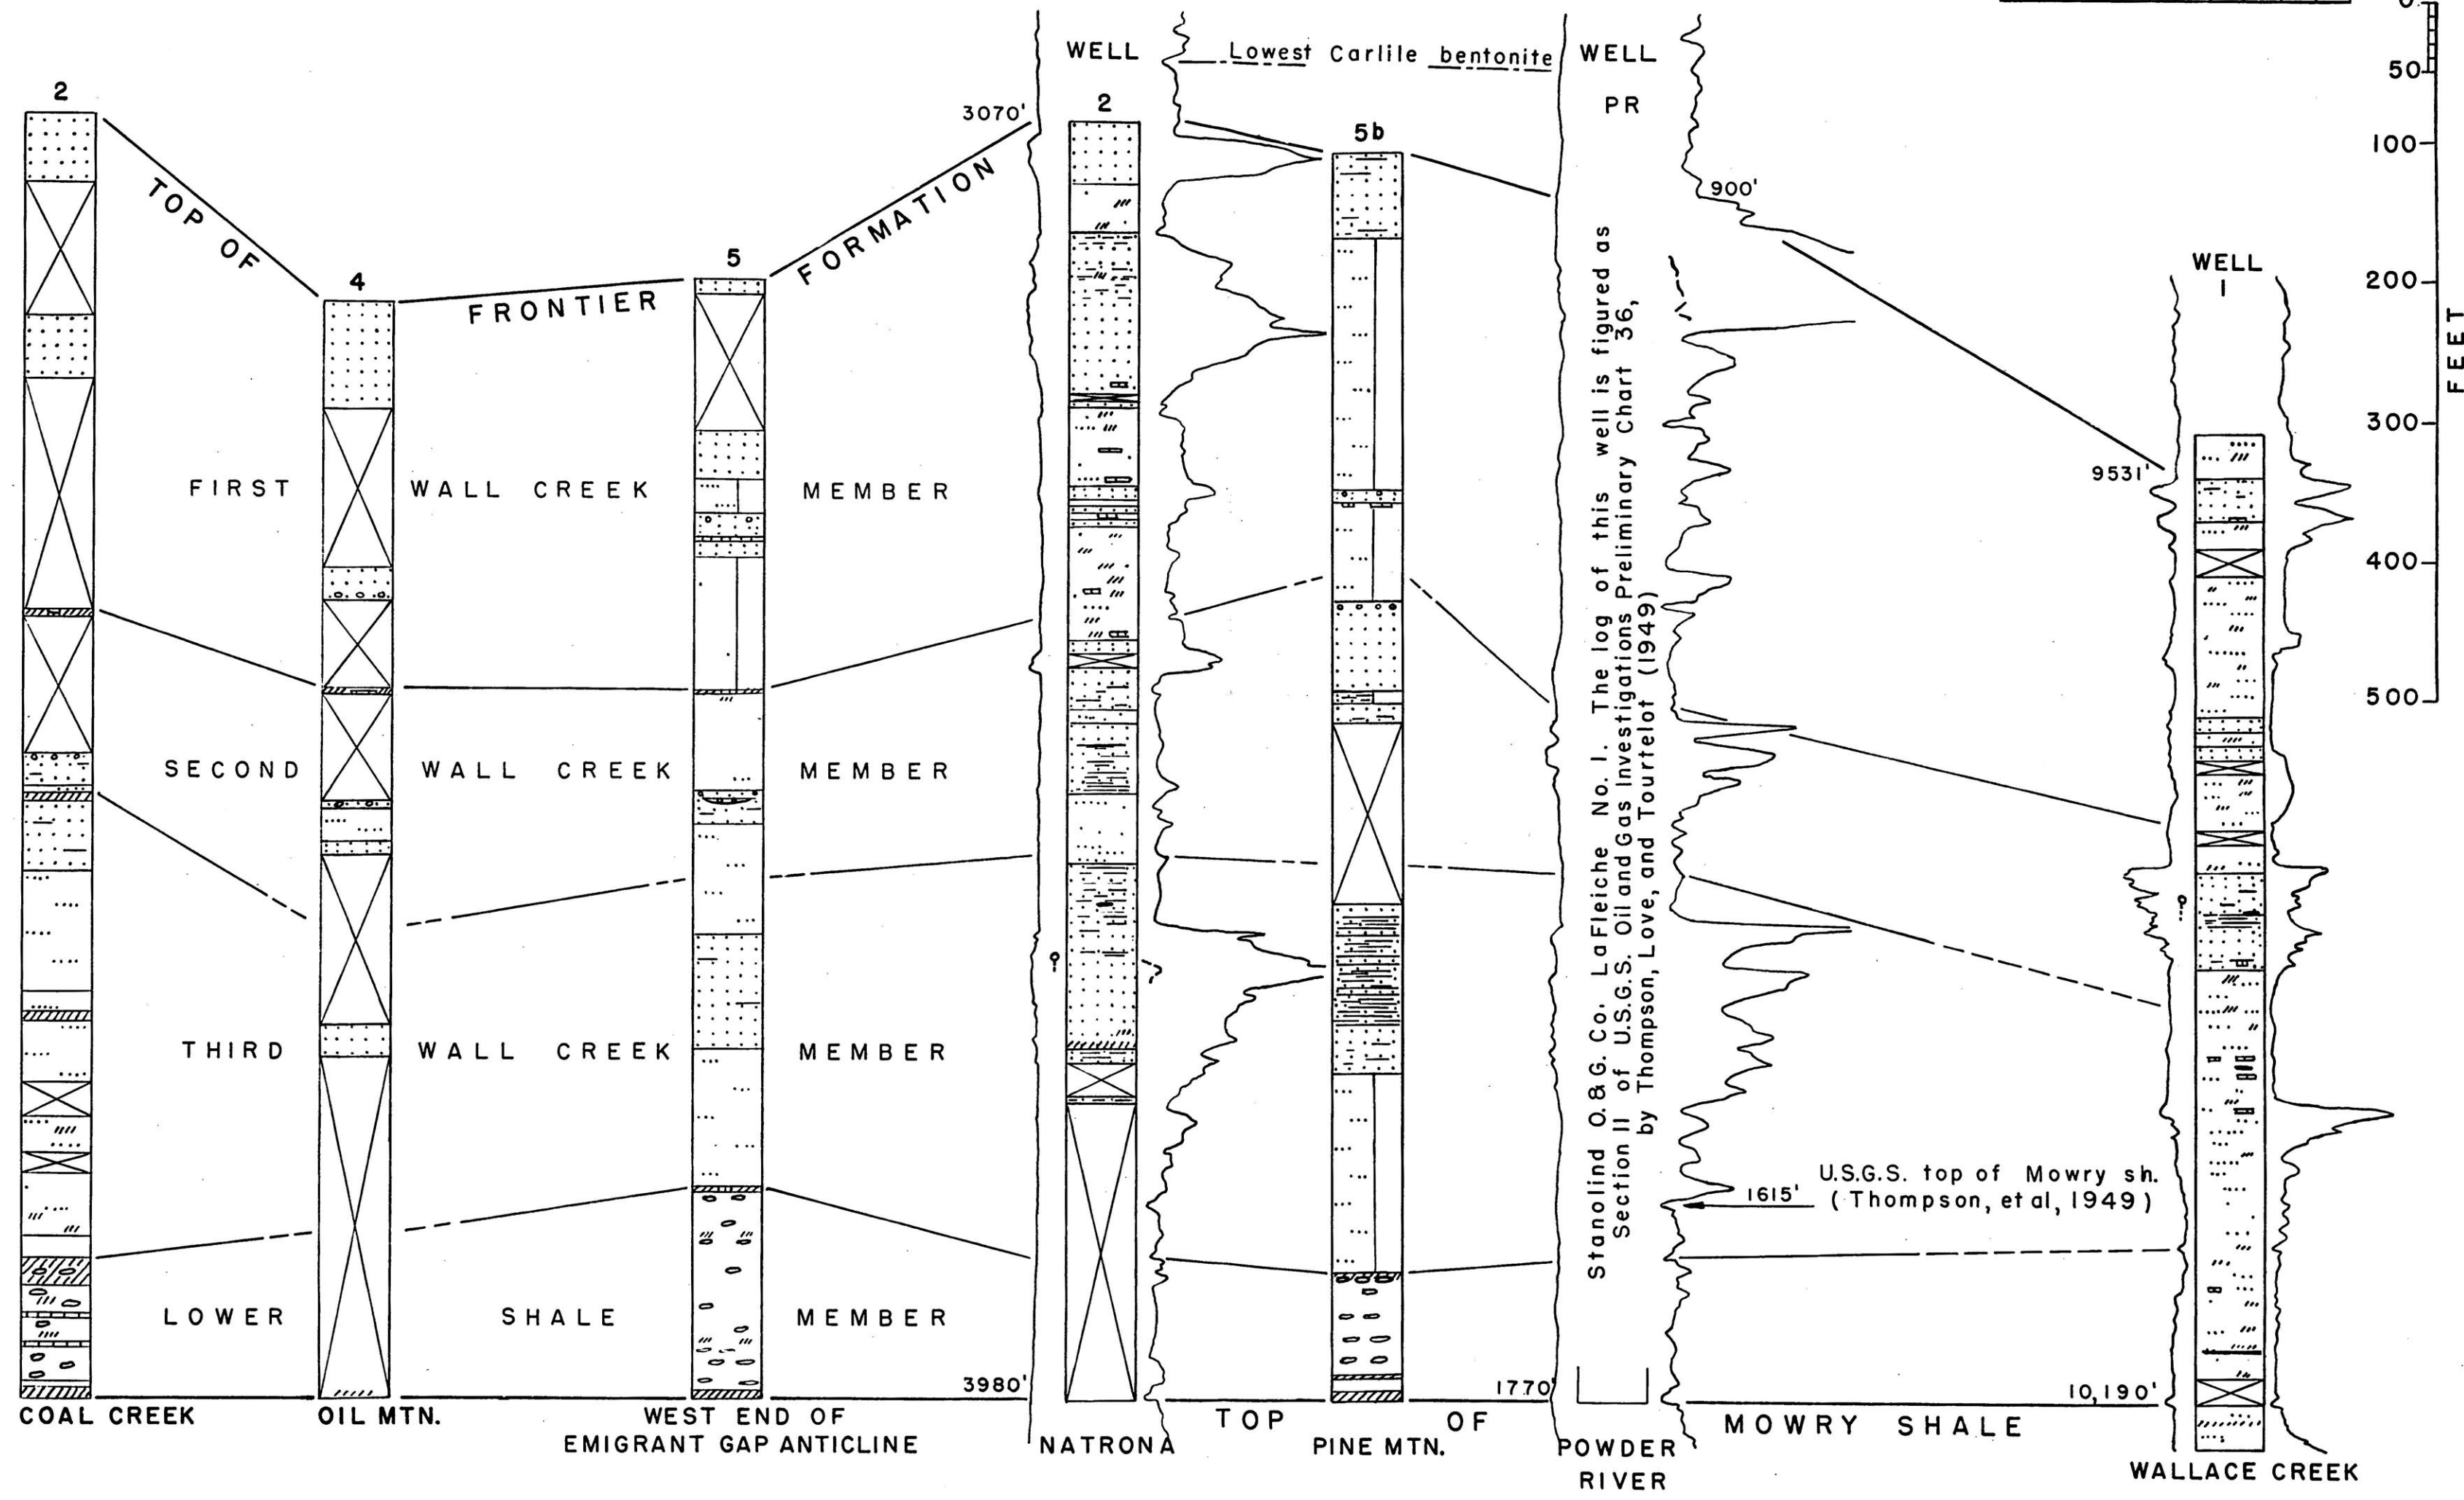 WELL
Lowest Carlile bentonite
WELL
0
50
100
200
300
400
500
FEET
2
3070'
2
PR
5b
900'
TOP OF
FRONTIER
FORMATION
4
5
WELL
1
9531'
FIRST WALL CREEK MEMBER
SECOND WALL CREEK MEMBER
THIRD WALL CREEK MEMBER
LOWER SHALE MEMBER
Stanolind O.&G. Co. LaFleiche No. 1. The log of this well is figured as
Section II of U.S.G.S. Oil and Gas Investigations Preliminary Chart 36,
by Thompson, Love, and Tourtelot (1949)
1615'
U.S.G.S. top of Mowry sh.
(Thompson, et al, 1949)
3980'
1770'
10,190'
TOP OF MOWRY SHALE
COAL CREEK
OIL MTN.
WEST END OF
EMIGRANT GAP ANTICLINE
NATRONA
PINE MTN.
POWDER
RIVER
WALLACE CREEK